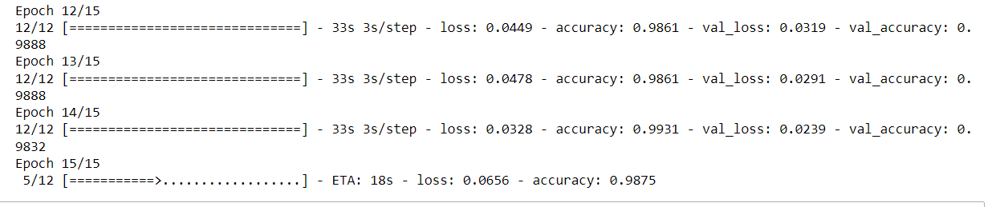 Epoch 12/15
12/12 [==============================] - 33s 3s/step - loss: 0.0449 - accuracy: 0.9861 - val_loss: 0.0319 - val_accuracy: 0.
9888
Epoch 13/15
12/12 [==============================] - 33s 3s/step - loss: 0.0478 - accuracy: 0.9861 - val_loss: 0.0291 - val_accuracy: 0.
9888
Epoch 14/15
12/12 [==============================] - 33s 3s/step - loss: 0.0328 - accuracy: 0.9931 - val_loss: 0.0239 - val_accuracy: 0.
9832
Epoch 15/15
 5/12 [===========>..................] - ETA: 18s - loss: 0.0656 - accuracy: 0.9875